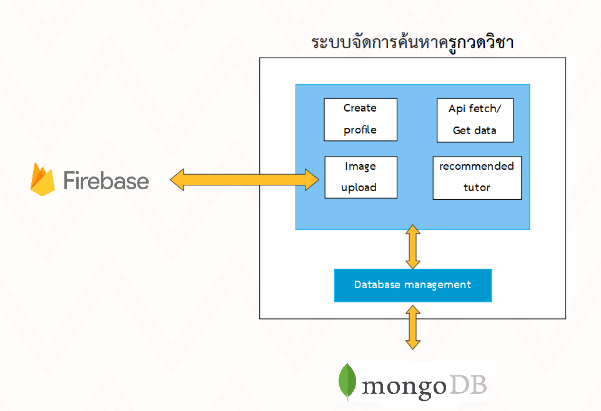 ระบบจัดการค้นหาครูกวดวิชา
Create
profile
Api fetch/
Get data
Image
upload
recommended
tutor
Firebase
Database management
mongoDB